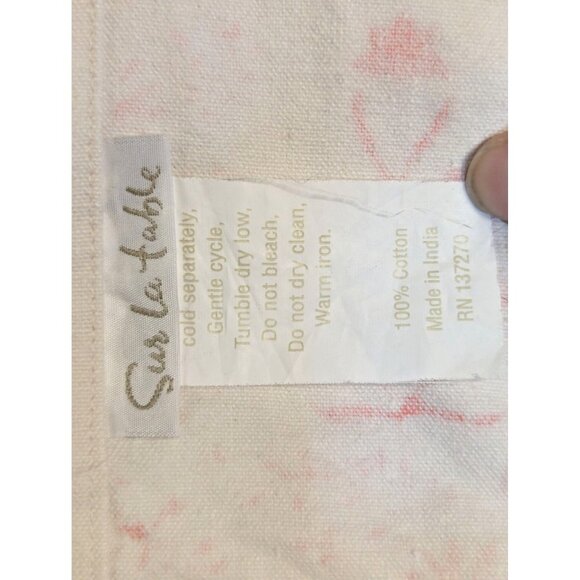 Sur la table
cold separately,
Gentle cycle,
Tumble dry low,
Do not bleach,
Do not dry clean,
Warm iron.
100% Cotton
Made in India
RN 137270